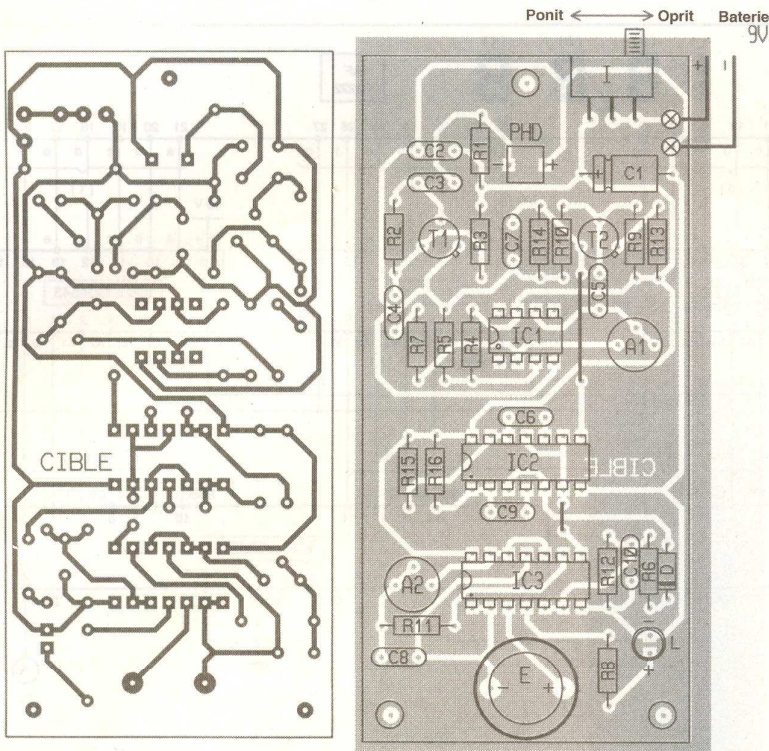 Ponit Oprit Baterie
9V
+ -
I
PHD
- +
C2 R1
C3
+ C1
R2 T1 R3 C7 R14 R10 T2 R9 R13
C4 C5
R7 R5 R4 IC1 A1
C6
CIBLE
R15 R16 IC2 CIBLE
C9
A2 IC3 R12 C10 R6 D
R11
C8
E
- +
R8
- L
+